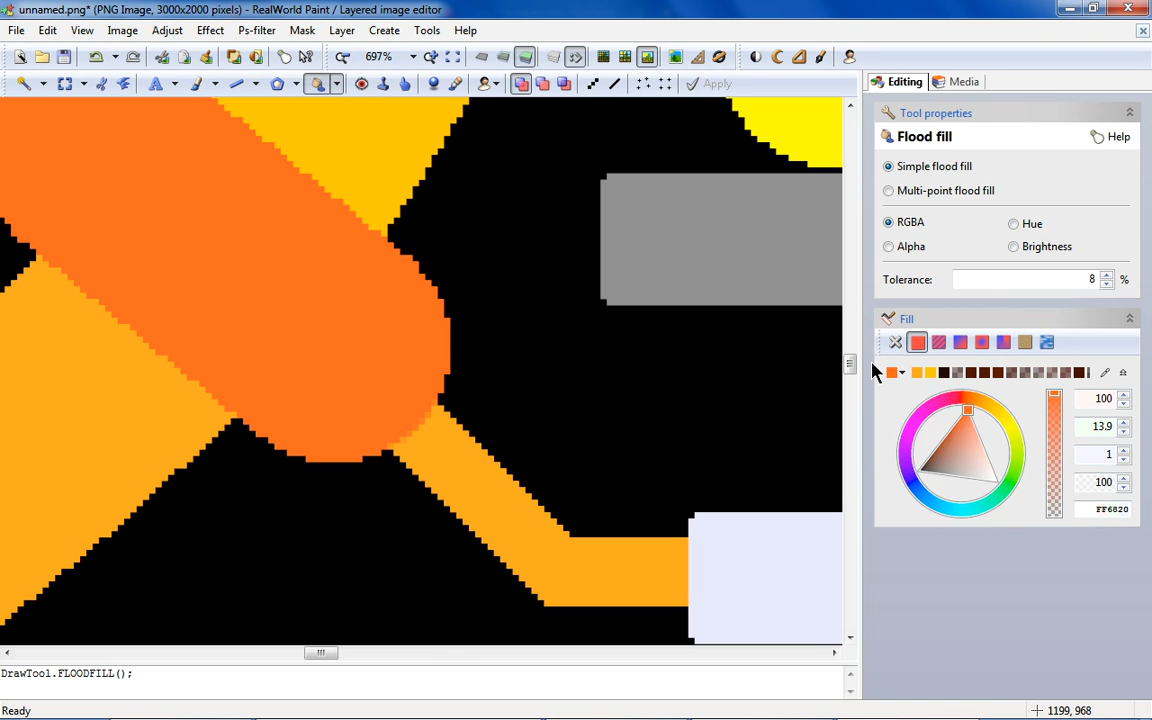 unnamed.png* (PNG Image, 3000x2000 pixels) - RealWorld Paint / Layered image editor
File Edit View Image Adjust Effect Ps-filter Mask Layer Create Tools Help
697%
Apply
Editing Media
Tool properties
Flood fill Help
Simple flood fill
Multi-point flood fill
RGBA Hue
Alpha Brightness
Tolerance: 8 %
Fill
100
13.9
1
100
FF6820
DrawTool.FLOODFILL();
Ready 1199, 968